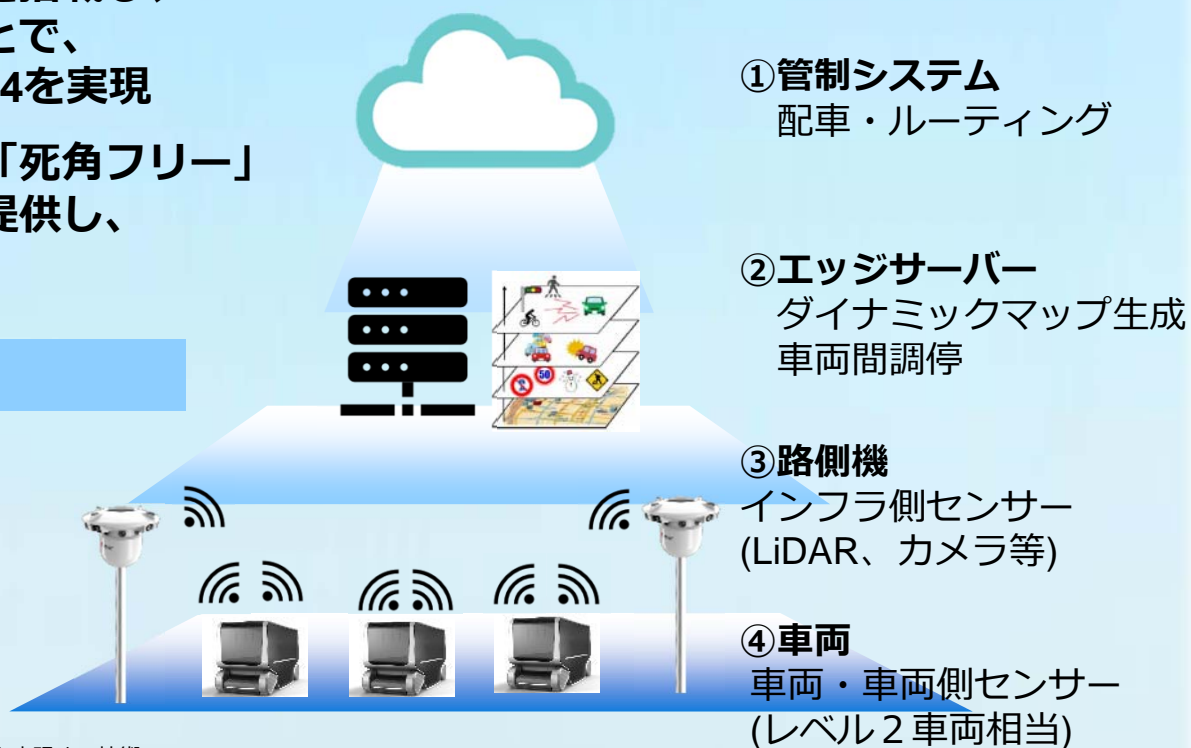 とで、
4を実現
「死角フリー」
提供し、
①管制システム
配車・ルーティング
②エッジサーバー
ダイナミックマップ生成
車両間調停
③路側機
インフラ側センサー
(LiDAR、カメラ等)
④車両
車両・車両側センサー
(レベル２車両相当)
50